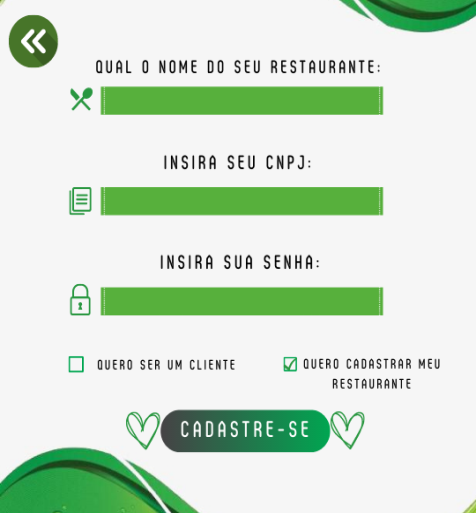 QUAL O NOME DO SEU RESTAURANTE:
INSIRA SEU CNPJ:
INSIRA SUA SENHA:
QUERO SER UM CLIENTE
QUERO CADASTRAR MEU
RESTAURANTE
CADASTRE-SE